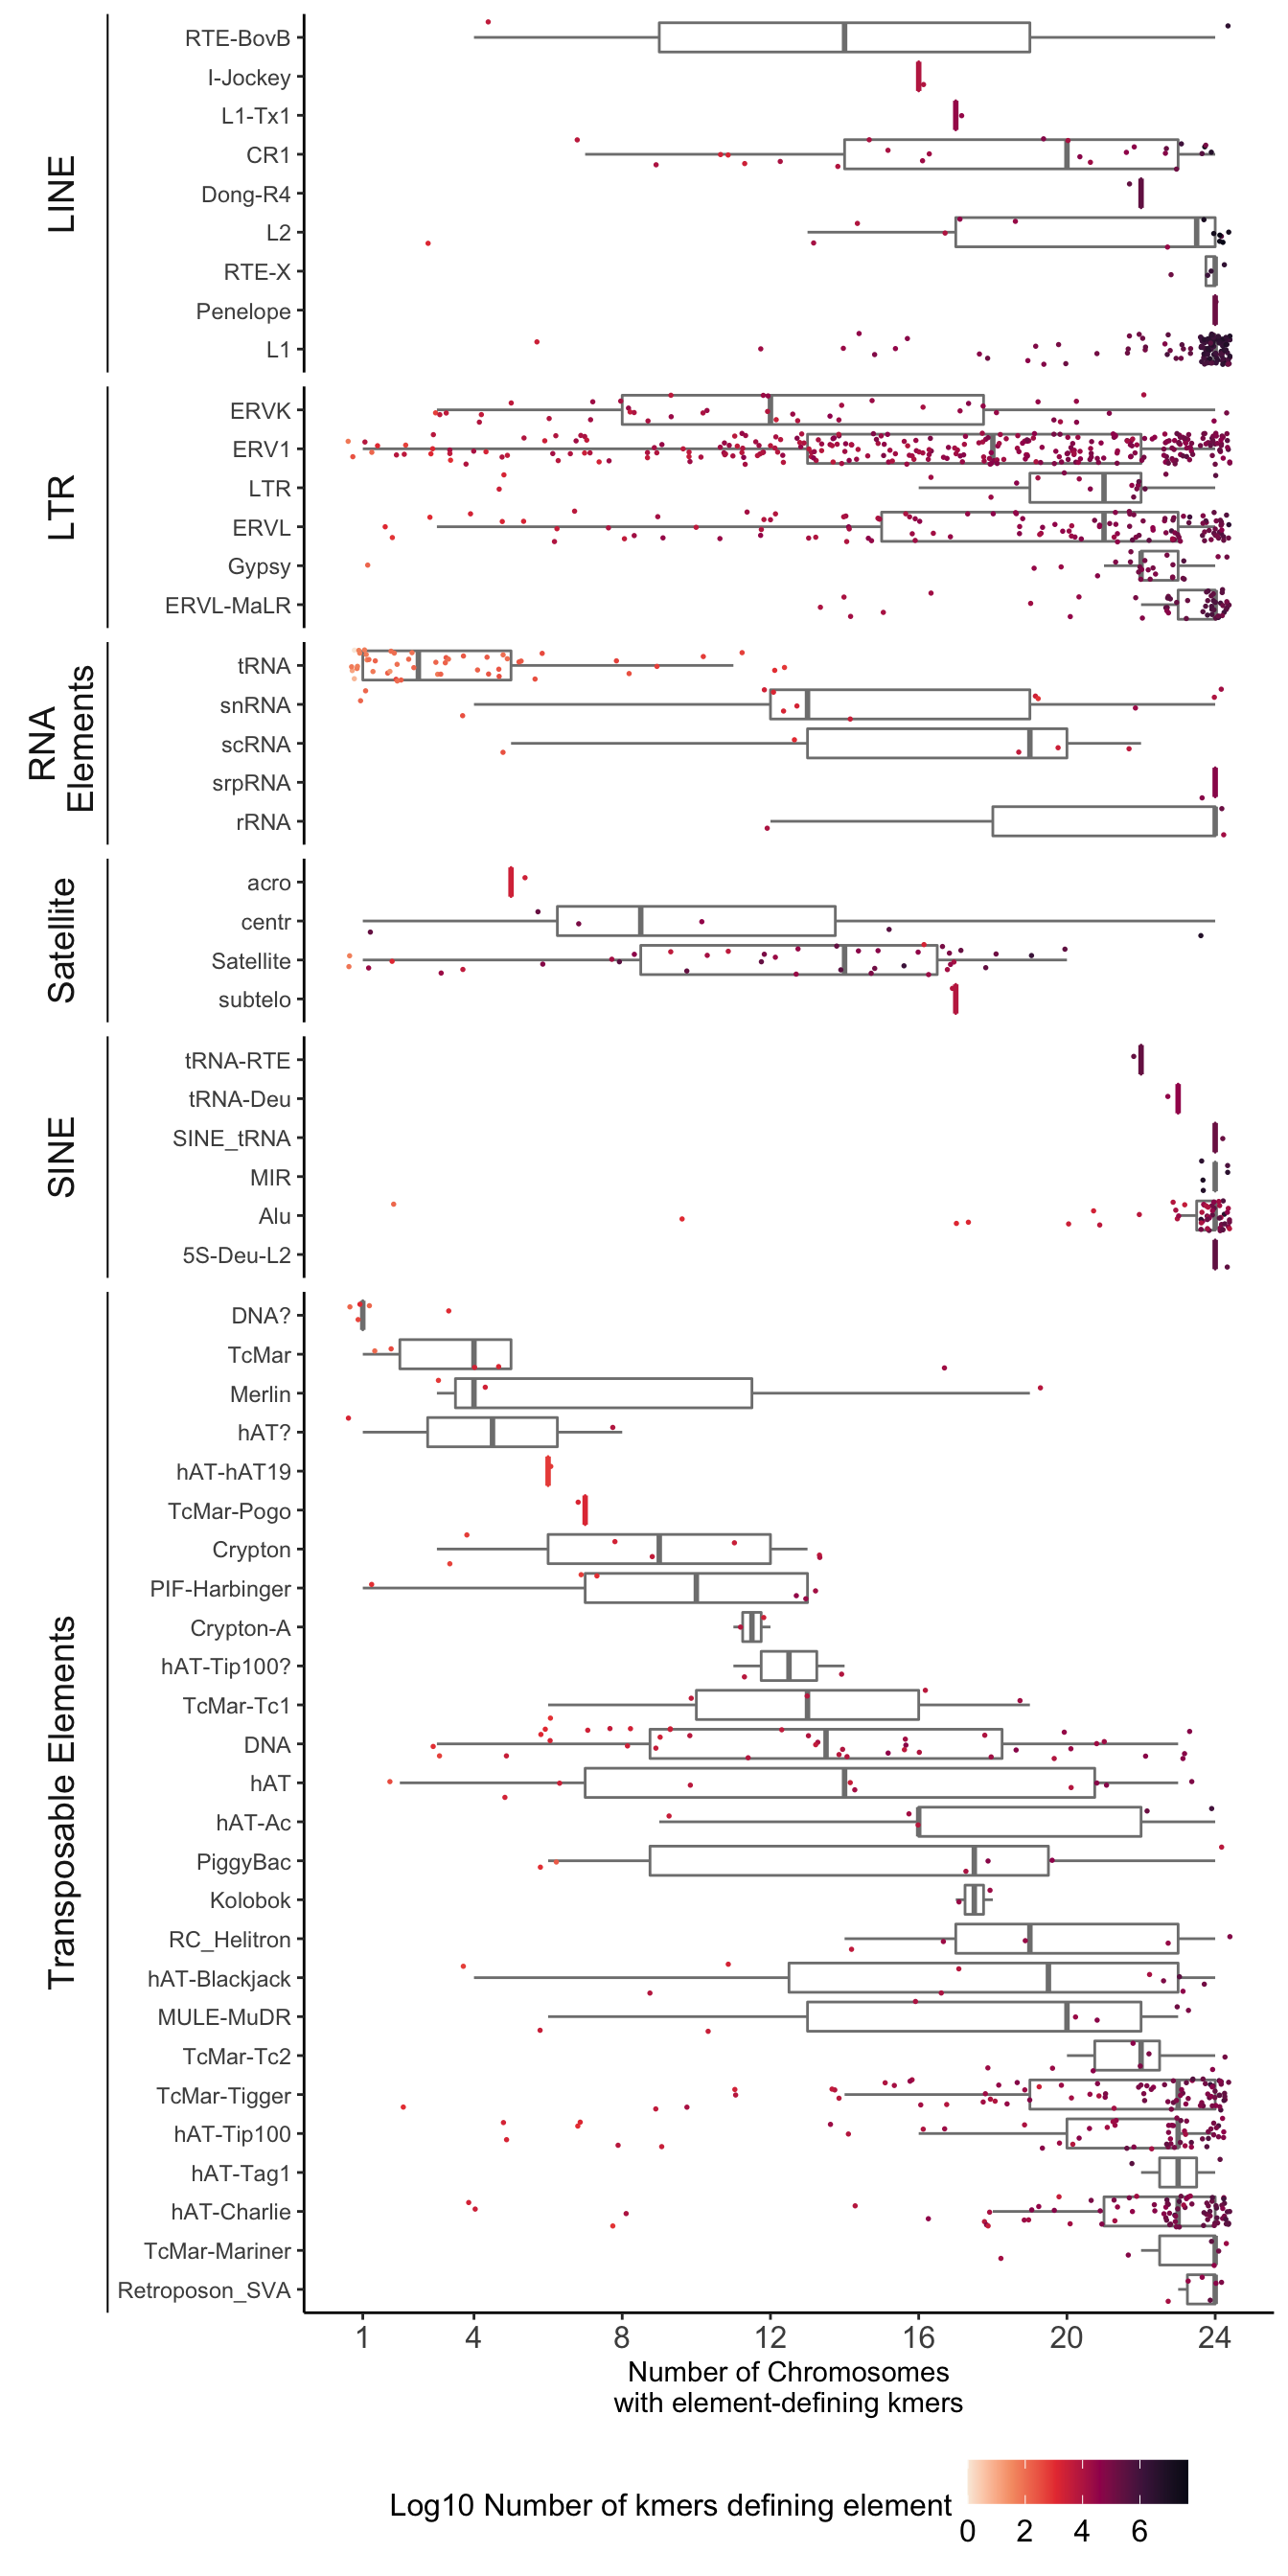 LINE
RTE-BovB
I-Jockey
L1-Tx1
CR1
Dong-R4
L2
RTE-X
Penelope
L1
LTR
ERVK
ERV1
LTR
ERVL
Gypsy
ERVL-MaLR
RNA
Elements
tRNA
snRNA
scRNA
srpRNA
rRNA
Satellite
acro
centr
Satellite
subtelo
SINE
tRNA-RTE
tRNA-Deu
SINE_tRNA
MIR
Alu
5S-Deu-L2
Transposable Elements
DNA?
TcMar
Merlin
hAT?
hAT-hAT19
TcMar-Pogo
Crypton
PIF-Harbinger
Crypton-A
hAT-Tip100?
TcMar-Tc1
DNA
hAT
hAT-Ac
PiggyBac
Kolobok
RC_Helitron
hAT-Blackjack
MULE-MuDR
TcMar-Tc2
TcMar-Tigger
hAT-Tip100
hAT-Tag1
hAT-Charlie
TcMar-Mariner
Retroposon_SVA
1 4 8 12 16 20 24
Number of Chromosomes
with element-defining kmers
Log10 Number of kmers defining element
0 2 4 6